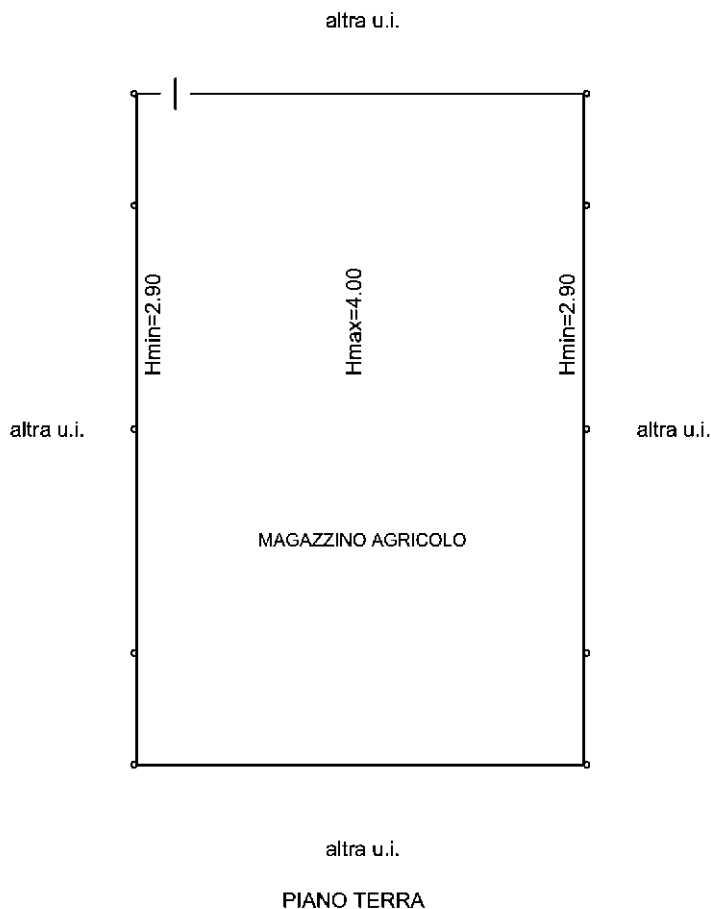 altra u.i.
Hmin=2.90
Hmax=4.00
Hmin=2.90
altra u.i.
altra u.i.
MAGAZZINO AGRICOLO
altra u.i.
PIANO TERRA